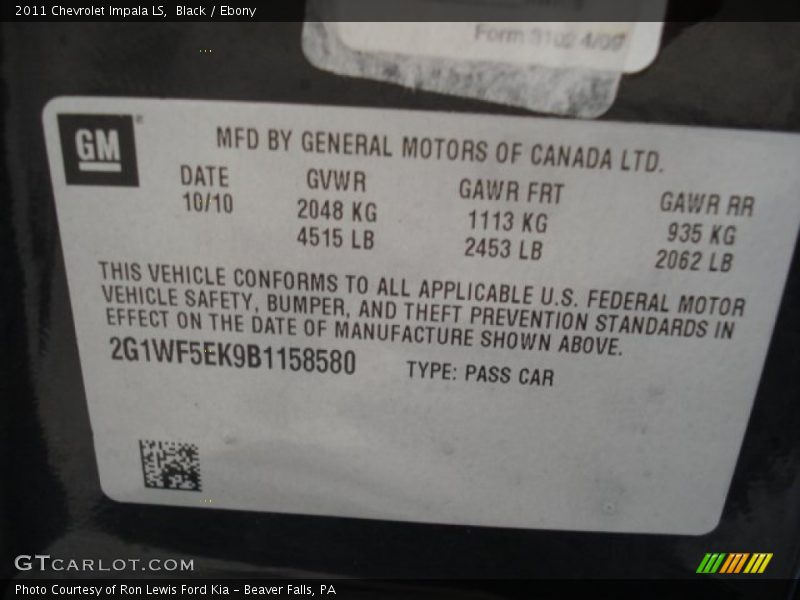 2011 Chevrolet Impala LS,  Black / Ebony
Form 3102 4/09
GM
MFD BY GENERAL MOTORS OF CANADA LTD.
DATE GVWR GAWR FRT GAWR RR
10/10 2048 KG 1113 KG 935 KG
4515 LB 2453 LB 2062 LB
THIS VEHICLE CONFORMS TO ALL APPLICABLE U.S. FEDERAL MOTOR
VEHICLE SAFETY, BUMPER, AND THEFT PREVENTION STANDARDS IN
EFFECT ON THE DATE OF MANUFACTURE SHOWN ABOVE.
2G1WF5EK9B1158580 TYPE: PASS CAR
GTCARLOT.COM
Photo Courtesy of Ron Lewis Ford Kia - Beaver Falls, PA